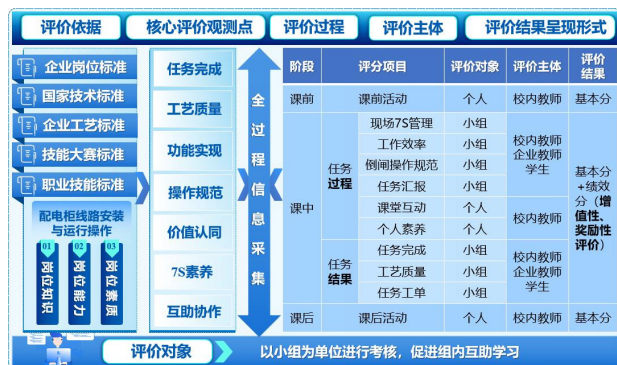 评价依据
核心评价观测点
评价过程
评价主体
评价结果呈现形式
企业岗位标准
国家技术标准
企业工艺标准
技能大赛标准
职业技能标准
配电柜线路安装
与运行操作
01
岗位知识
02
岗位能力
03
岗位素质
任务完成
工艺质量
功能实现
操作规范
价值认同
7S素养
互助协作
全过程信息采集
阶段 评分项目 评价对象 评价主体 评价
结果
课前 课前活动 个人 校内教师 基本分
课中
任务
过程
现场7S管理 小组
工作效率 小组
倒闸操作规范 小组
任务汇报 小组
校内教师
企业教师
学生
课堂互动 个人
个人素养 个人
校内教师
任务
结果
任务完成 小组
工艺质量 小组
任务工单 小组
校内教师
企业教师
学生
基本分
+绩效
分（增
值性、
奖励性
评价）
课后 课后活动 个人 校内教师 基本分
评价对象
以小组为单位进行考核，促进组内互助学习